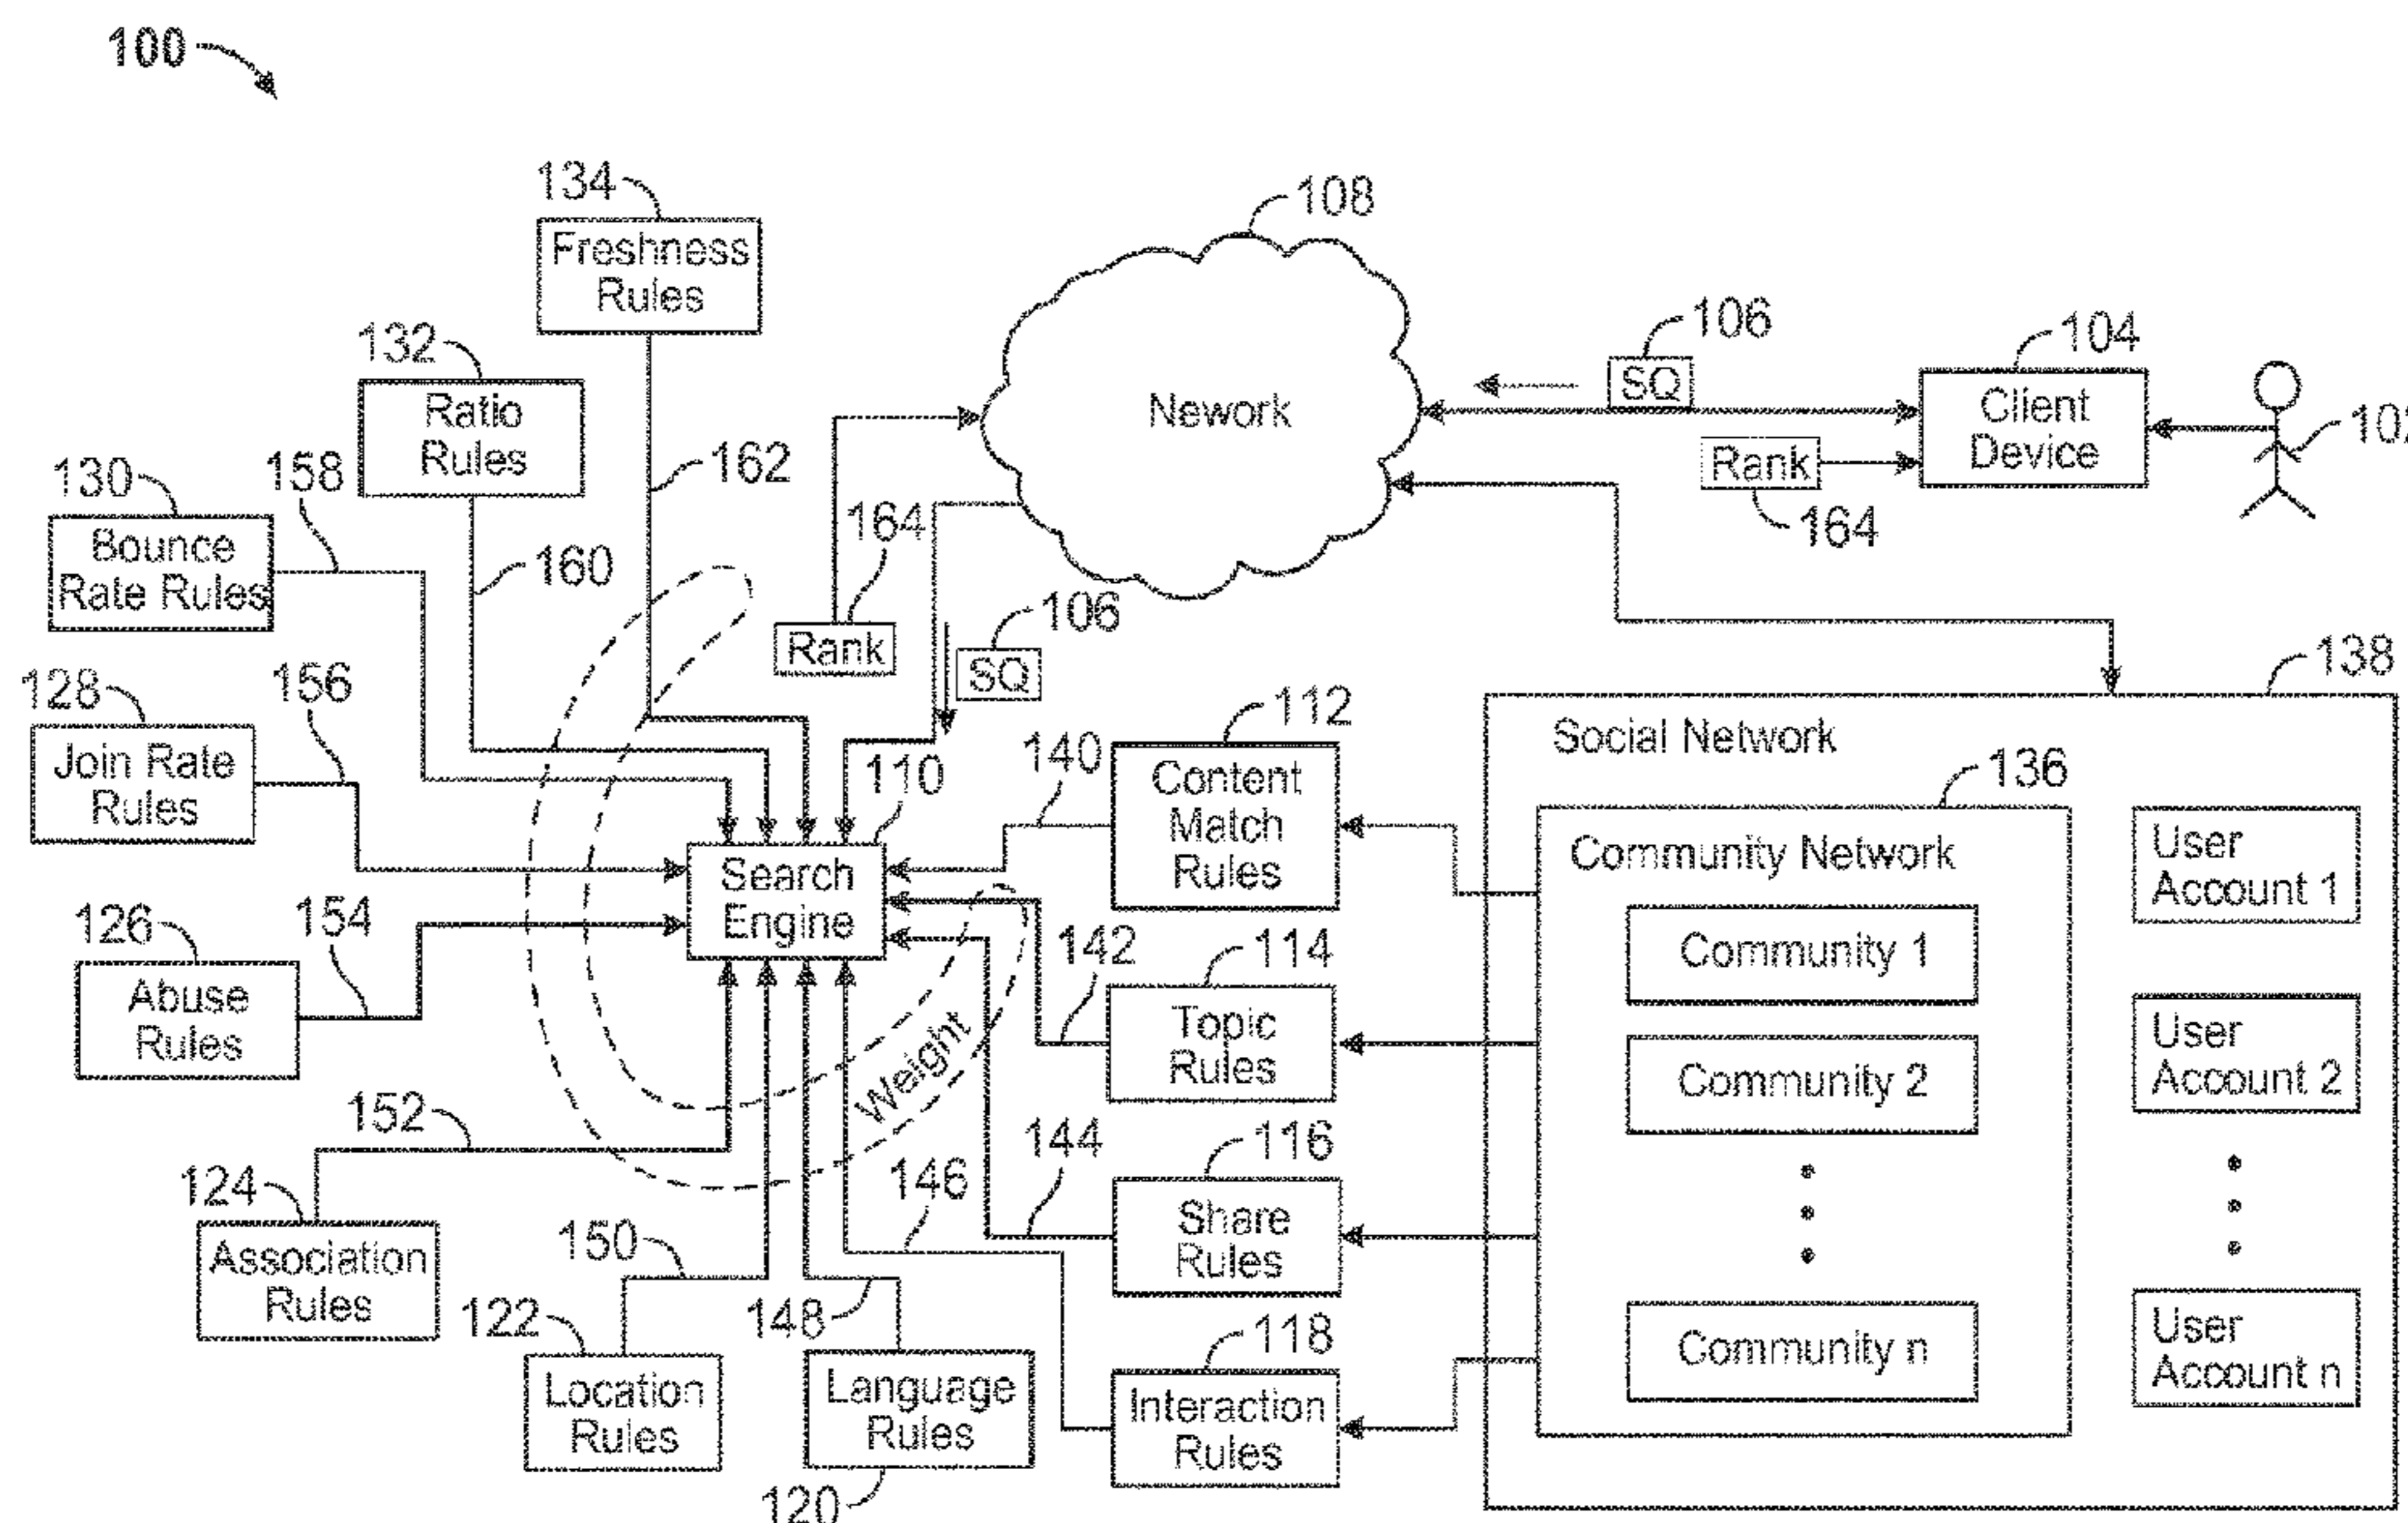 100
134
Freshness
Rules
108
Nework
106
SQ
104
Client
Device
Rank
164
132
Ratio
Rules
162
130
158
Bounce
Rate Rules
160
164
Rank
106
SQ
138
Social Network
136
Community Network
Community 1
Community 2
Community n
User
Account 1
User
Account 2
User
Account n
128
156
Join Rate
Rules
110
Search
Engine
140
112
Content
Match
Rules
126
154
Abuse
Rules
142
114
Topic
Rules
Weight
152
124
Association
Rules
144
116
Share
Rules
146
150
122
Location
Rules
148
Language
Rules
120
118
Interaction
Rules